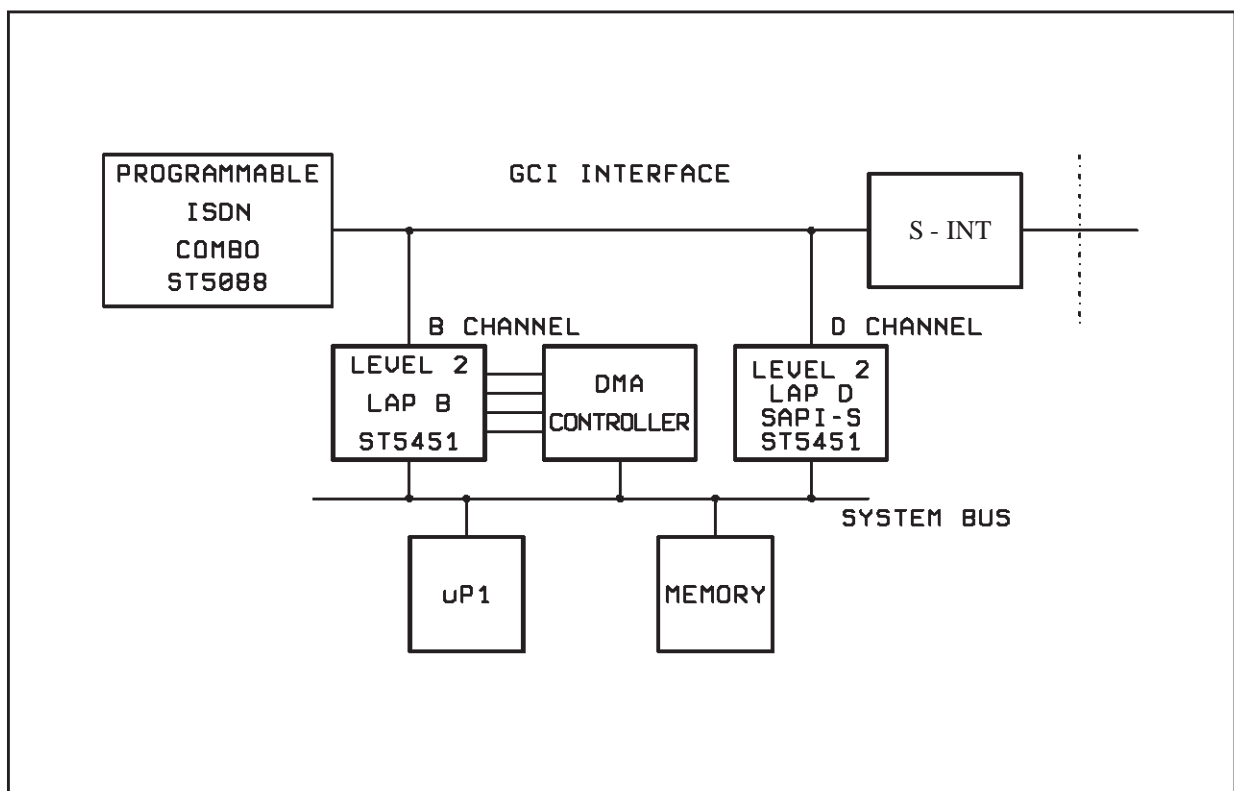 PROGRAMMABLE
ISDN
COMBO
ST5088
GCI INTERFACE
S - INT
B CHANNEL
D CHANNEL
LEVEL 2
LAP B
ST5451
DMA
CONTROLLER
LEVEL 2
LAP D
SAPI-S
ST5451
SYSTEM BUS
uP1
MEMORY